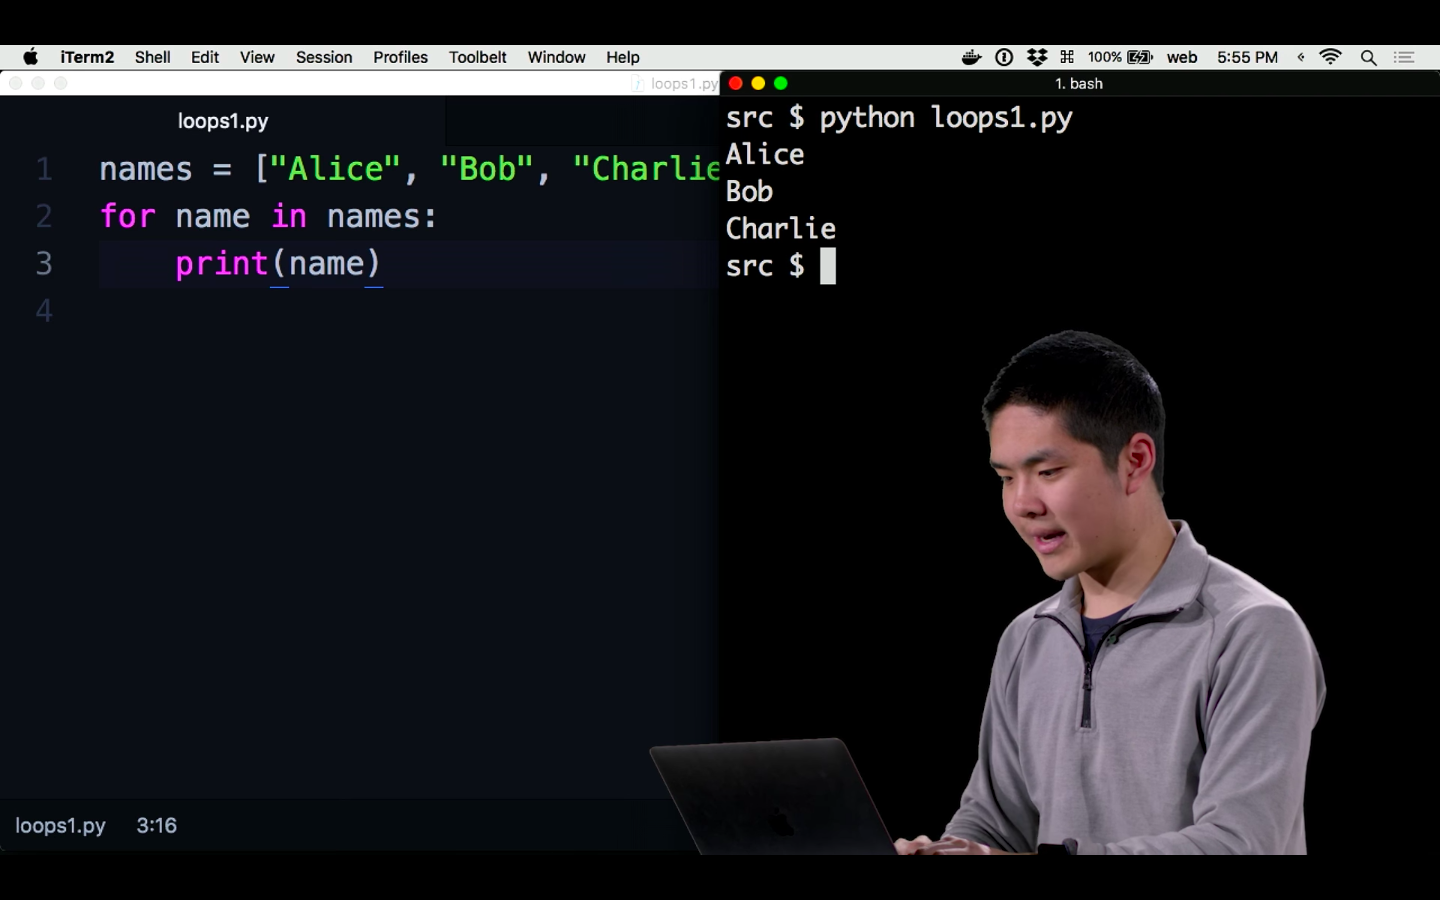 iTerm2 Shell Edit View Session Profiles Toolbelt Window Help 100% web 5:55 PM
loops1.py
1. bash
loops1.py
1 names = ["Alice", "Bob", "Charlie
2 for name in names:
3 print(name)
4
src $ python loops1.py
Alice
Bob
Charlie
src $
loops1.py 3:16